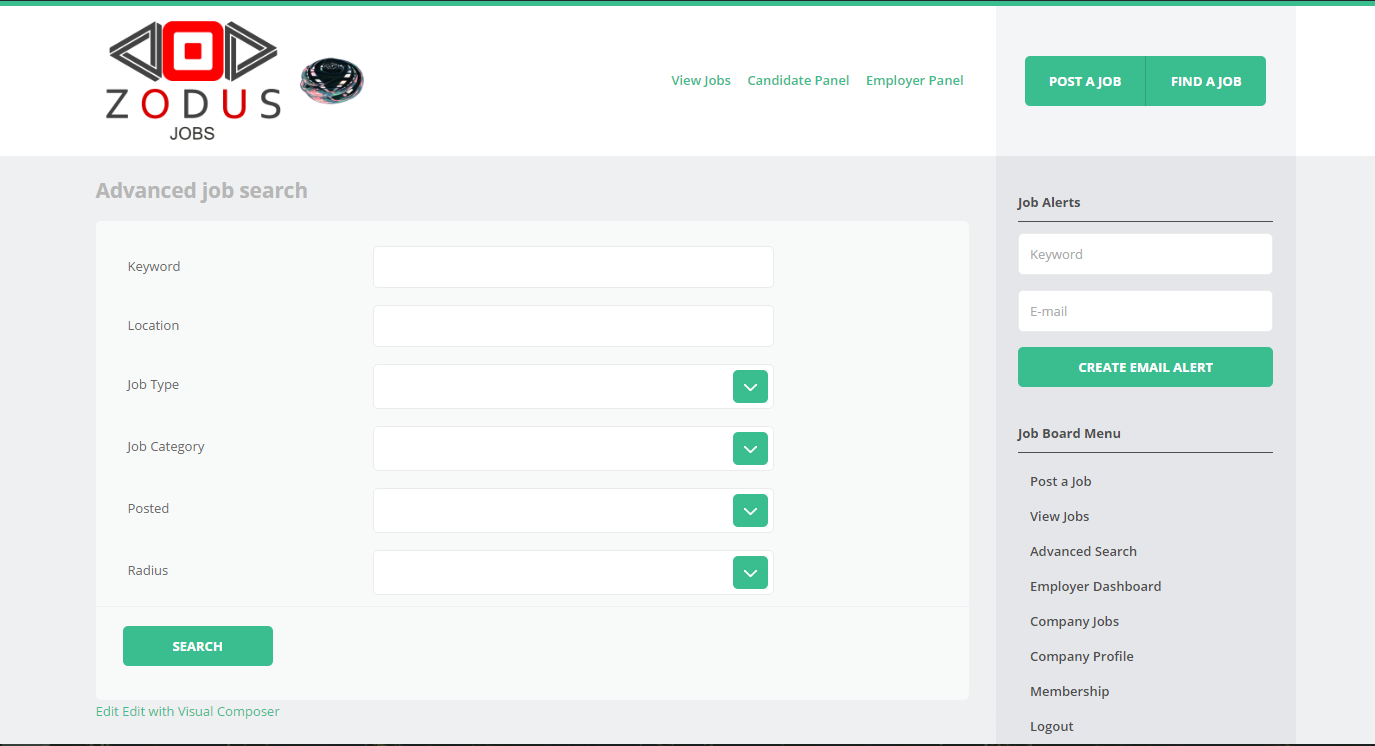 ZODUS
JOBS
View Jobs
Candidate Panel
Employer Panel
POST A JOB
FIND A JOB
Advanced job search
Keyword
Location
Job Type
Job Category
Posted
Radius
SEARCH
Edit Edit with Visual Composer
Job Alerts
Keyword
E-mail
CREATE EMAIL ALERT
Job Board Menu
Post a Job
View Jobs
Advanced Search
Employer Dashboard
Company Jobs
Company Profile
Membership
Logout